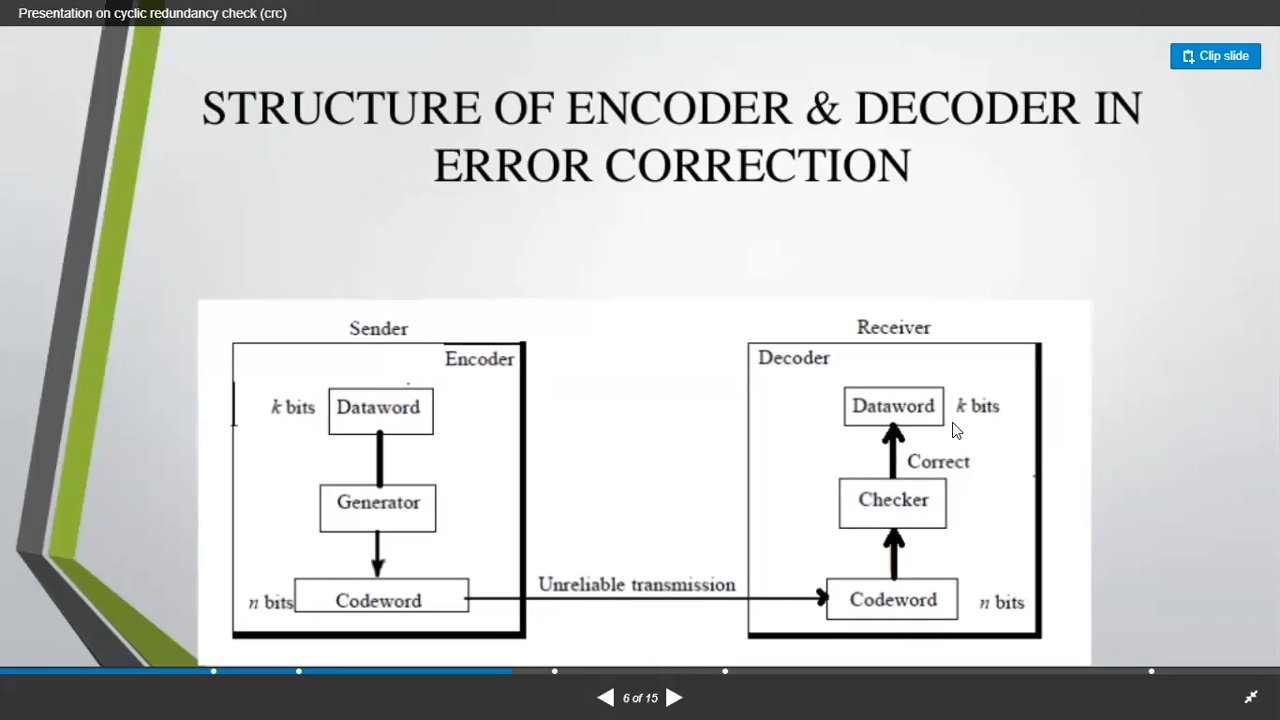 Presentation on cyclic redundancy check (crc)
Clip slide
STRUCTURE OF ENCODER & DECODER IN
ERROR CORRECTION
Sender
Encoder
k bits
Dataword
Generator
n bits
Codeword
Unreliable transmission
Receiver
Decoder
Dataword
k bits
Correct
Checker
Codeword
n bits
6 of 15